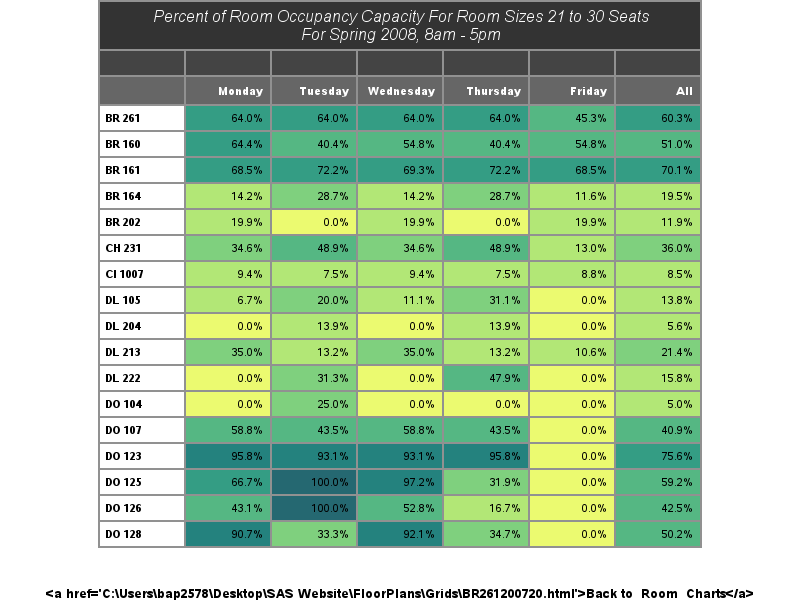 Percent of Room Occupancy Capacity For Room Sizes 21 to 30 Seats
For Spring 2008, 8am - 5pm
Monday Tuesday Wednesday Thursday Friday All
BR 261 64.0% 64.0% 64.0% 64.0% 45.3% 60.3%
BR 160 64.4% 40.4% 54.8% 40.4% 54.8% 51.0%
BR 161 68.5% 72.2% 69.3% 72.2% 68.5% 70.1%
BR 164 14.2% 28.7% 14.2% 28.7% 11.6% 19.5%
BR 202 19.9% 0.0% 19.9% 0.0% 19.9% 11.9%
CH 231 34.6% 48.9% 34.6% 48.9% 13.0% 36.0%
CI 1007 9.4% 7.5% 9.4% 7.5% 8.8% 8.5%
DL 105 6.7% 20.0% 11.1% 31.1% 0.0% 13.8%
DL 204 0.0% 13.9% 0.0% 13.9% 0.0% 5.6%
DL 213 35.0% 13.2% 35.0% 13.2% 10.6% 21.4%
DL 222 0.0% 31.3% 0.0% 47.9% 0.0% 15.8%
DO 104 0.0% 25.0% 0.0% 0.0% 0.0% 5.0%
DO 107 58.8% 43.5% 58.8% 43.5% 0.0% 40.9%
DO 123 95.8% 93.1% 93.1% 95.8% 0.0% 75.6%
DO 125 66.7% 100.0% 97.2% 31.9% 0.0% 59.2%
DO 126 43.1% 100.0% 52.8% 16.7% 0.0% 42.5%
DO 128 90.7% 33.3% 92.1% 34.7% 0.0% 50.2%
<a href='C:\Users\bap2578\Desktop\SAS Website\FloorPlans\Grids\BR261200720.html'>Back to Room Charts</a>